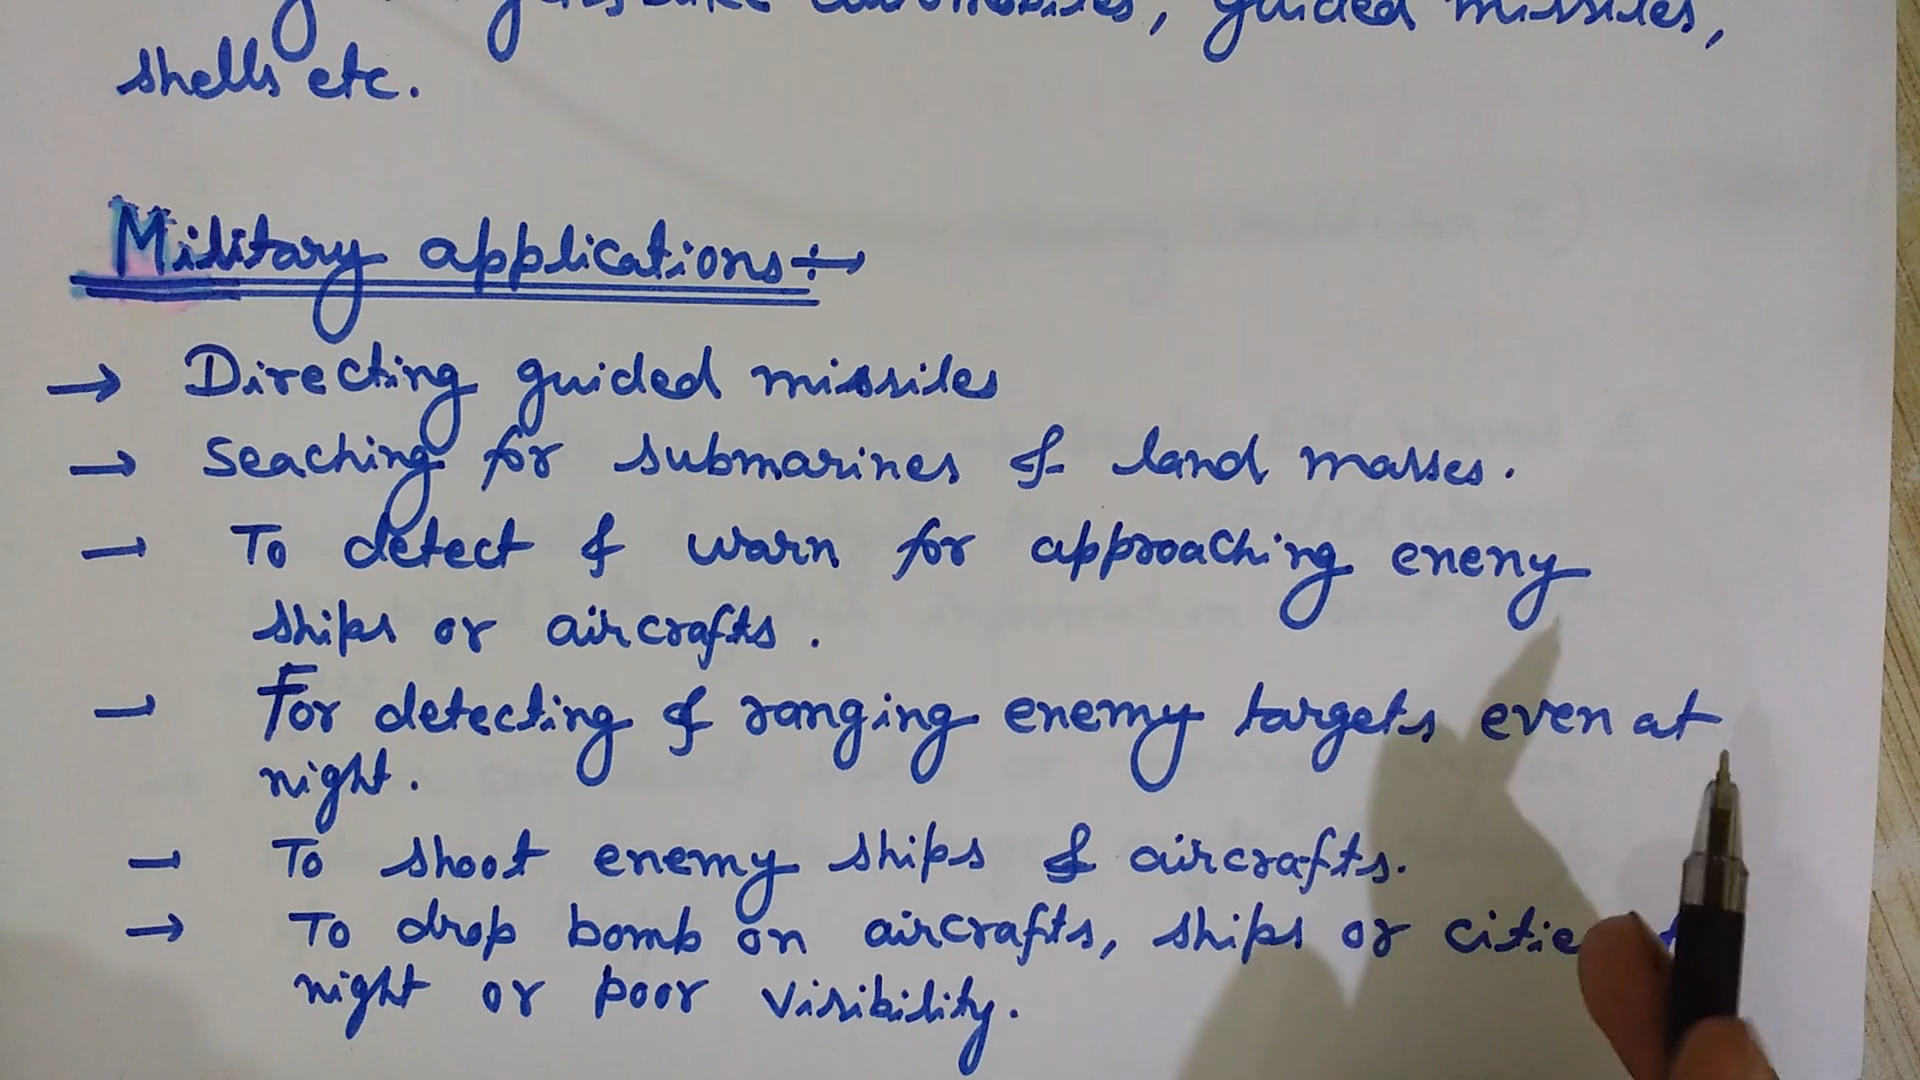 guided missiles,
shells etc.
Military applications:→
→ Directing guided missiles
→ Seaching for submarines & land masses.
→ To detect & warn for approaching eneny
ships or aircrafts.
→ For detecting & ranging enemy targets even at
night.
→ To shoot enemy ships & aircrafts.
→ To drop bomb on aircrafts, ships or citie
night or poor visibility.